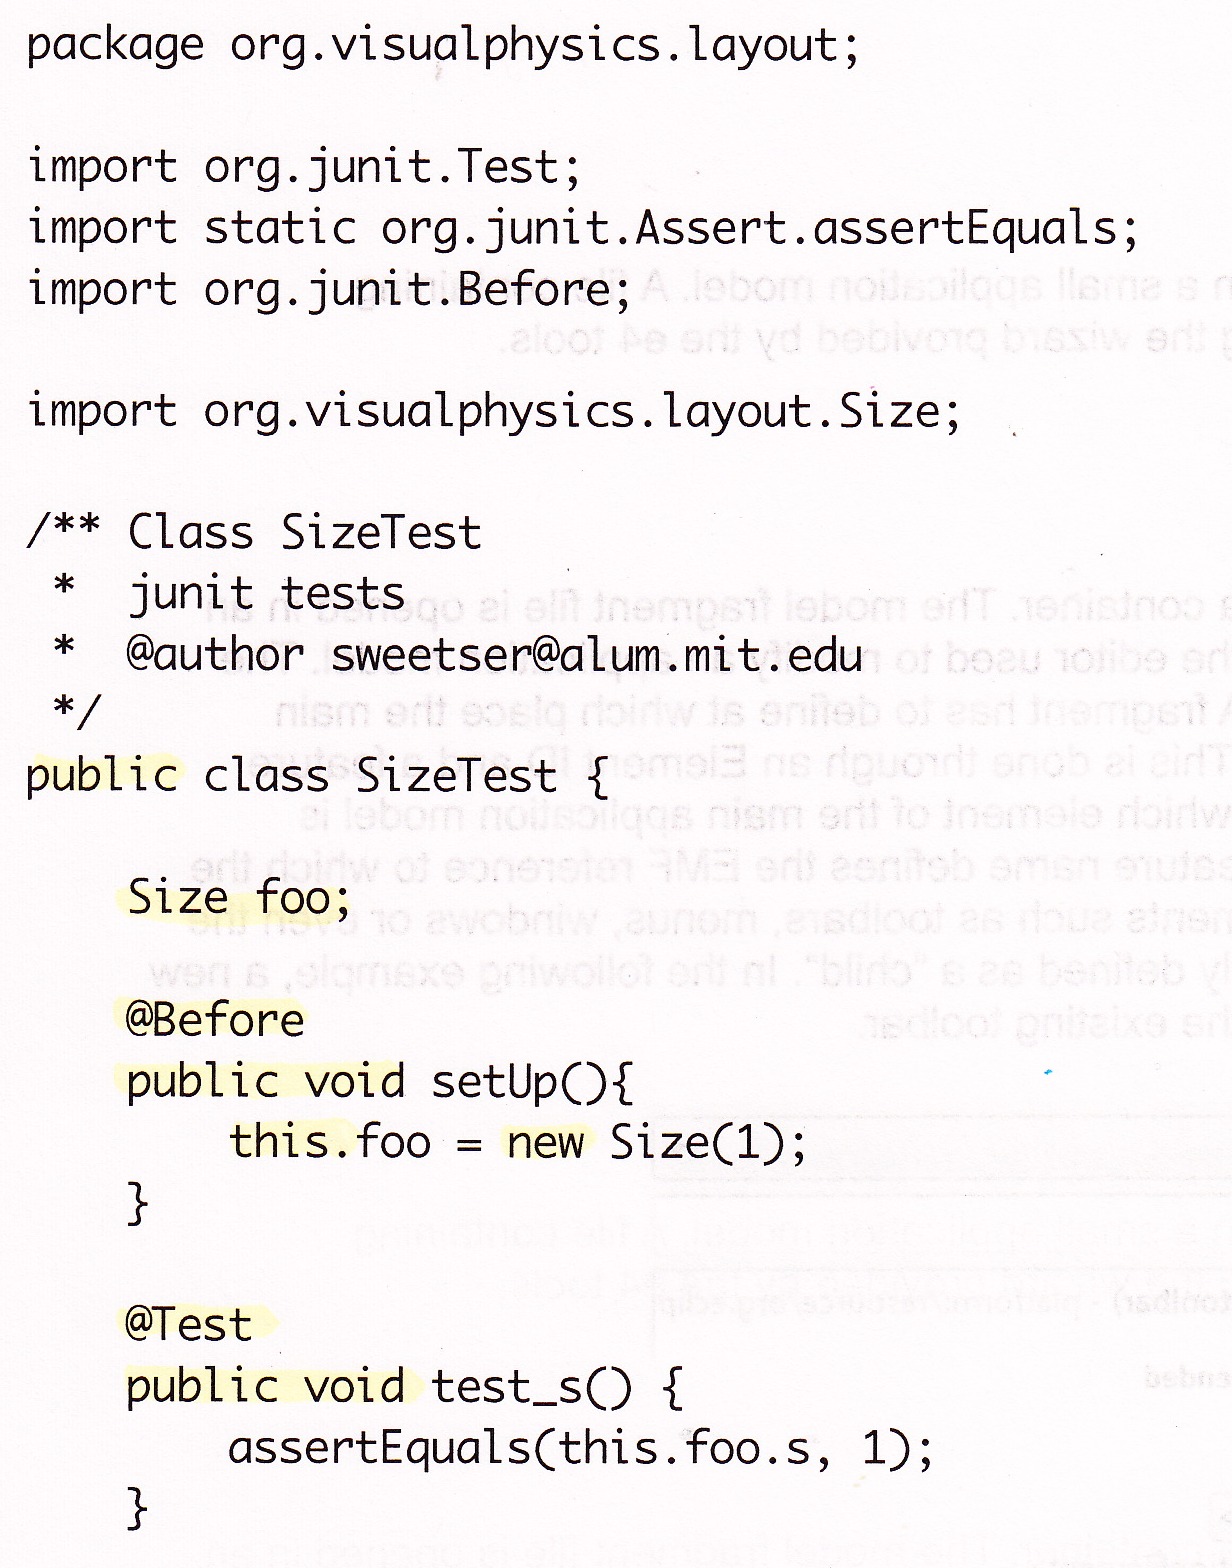 package org.visualphysics.layout;
import org.junit.Test;
import static org.junit.Assert.assertEquals;
import org.junit.Before;
import org.visualphysics.layout.Size;
/** Class SizeTest
 *  junit tests
 *  @author sweetser@alum.mit.edu
 */
public class SizeTest {
    Size foo;
    @Before
    public void setUp(){
        this.foo = new Size(1);
    }
    @Test
    public void test_s() {
        assertEquals(this.foo.s, 1);
    }